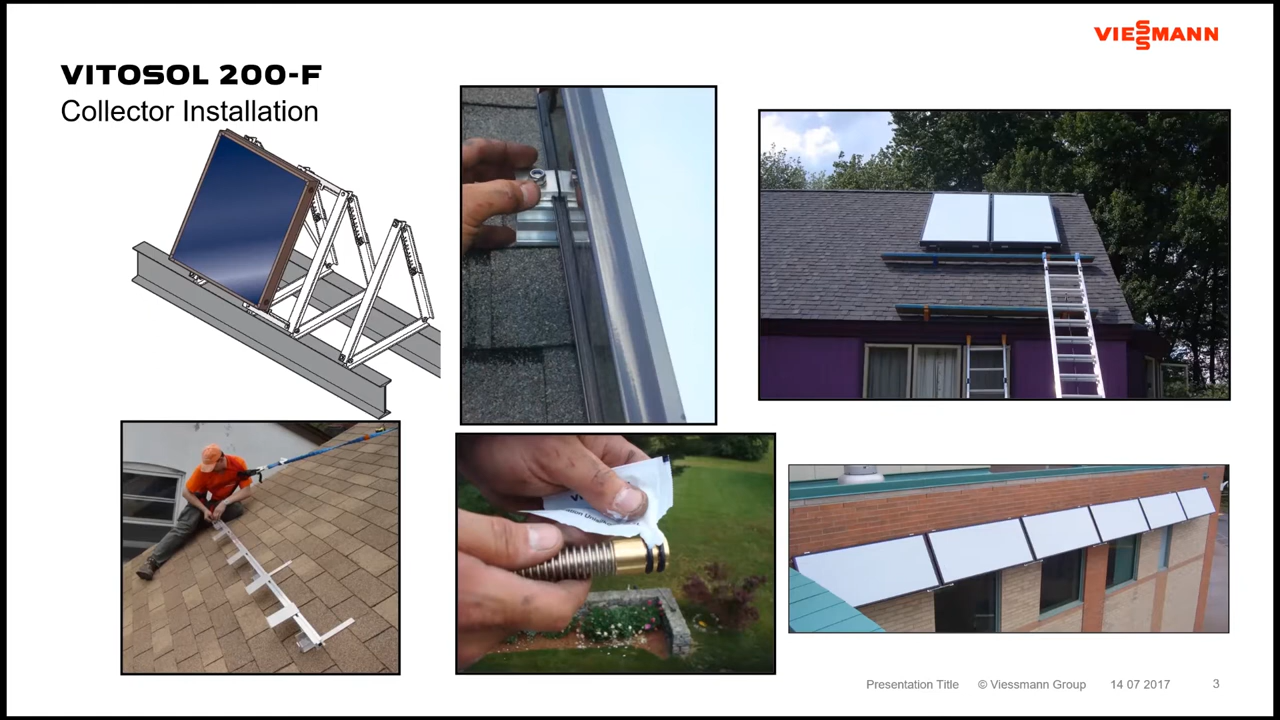 VIESSMANN
VITOSOL 200-F
Collector Installation
Presentation Title © Viessmann Group 14 07 2017 3